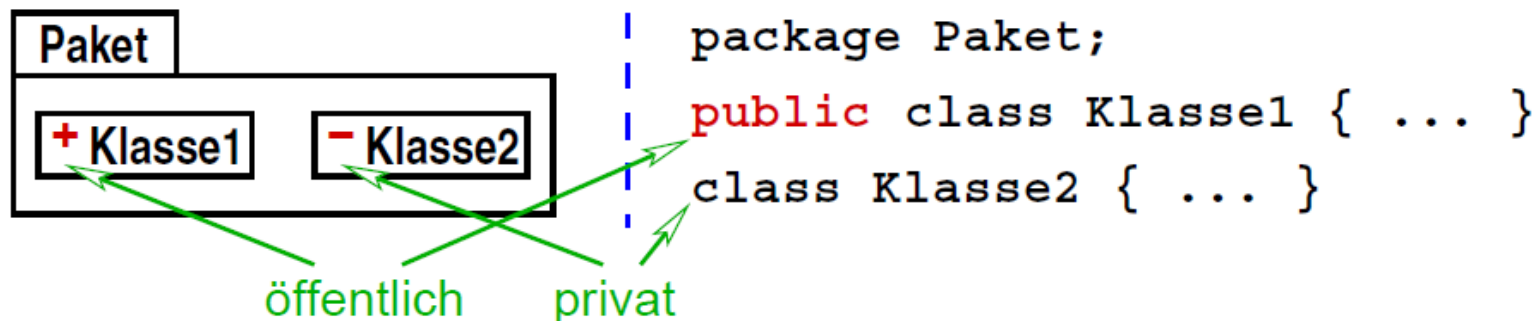 Paket
+ Klasse1
- Klasse2
package Paket;
public class Klasse1 { ... }
class Klasse2 { ... }
öffentlich
privat